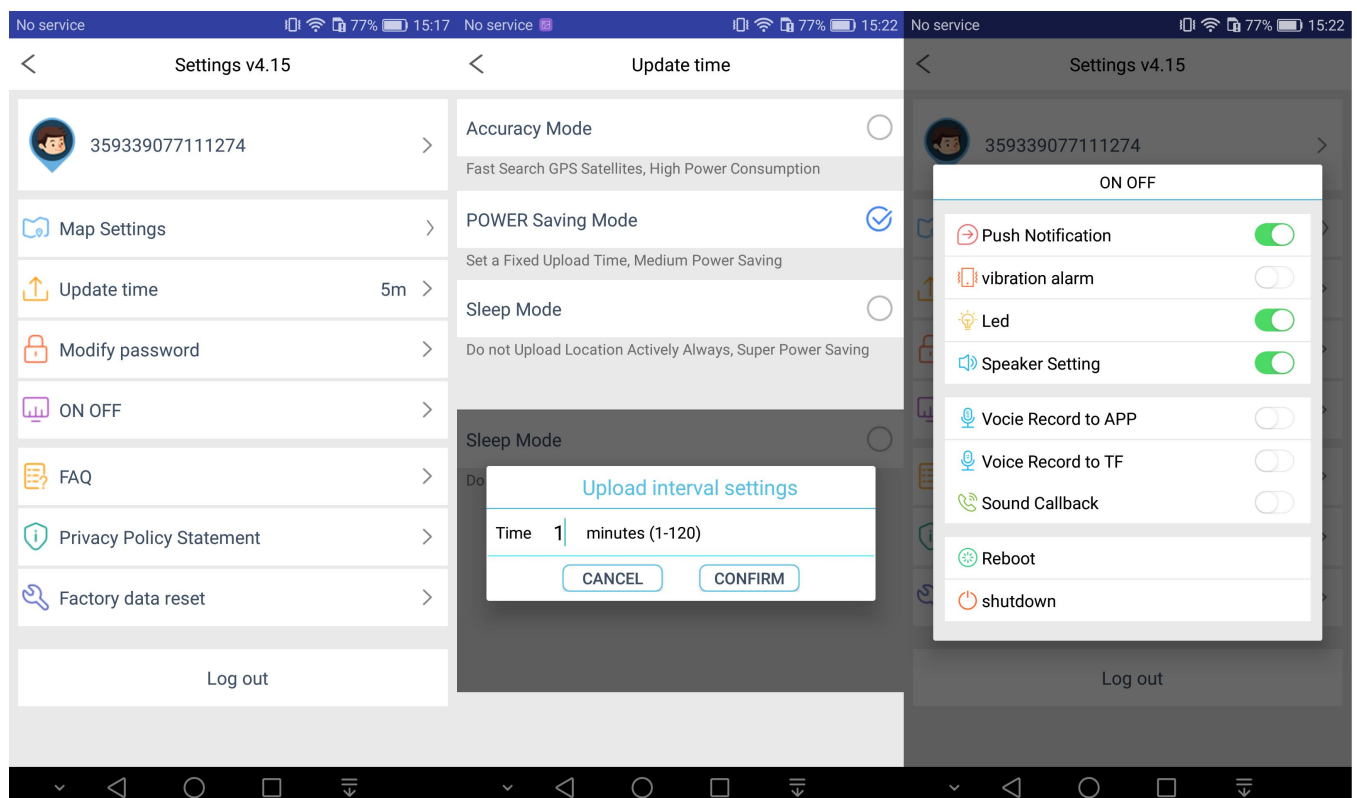 No service 77% 15:17
Settings v4.15
359339077111274
Map Settings
Update time 5m
Modify password
ON OFF
FAQ
Privacy Policy Statement
Factory data reset
Log out
No service 77% 15:22
Update time
Accuracy Mode
Fast Search GPS Satellites, High Power Consumption
POWER Saving Mode
Set a Fixed Upload Time, Medium Power Saving
Sleep Mode
Do not Upload Location Actively Always, Super Power Saving
Sleep Mode
Do
Upload interval settings
Time 1 minutes (1-120)
CANCEL CONFIRM
No service 77% 15:22
Settings v4.15
359339077111274
ON OFF
Push Notification
vibration alarm
Led
Speaker Setting
Vocie Record to APP
Voice Record to TF
Sound Callback
Reboot
shutdown
Log out